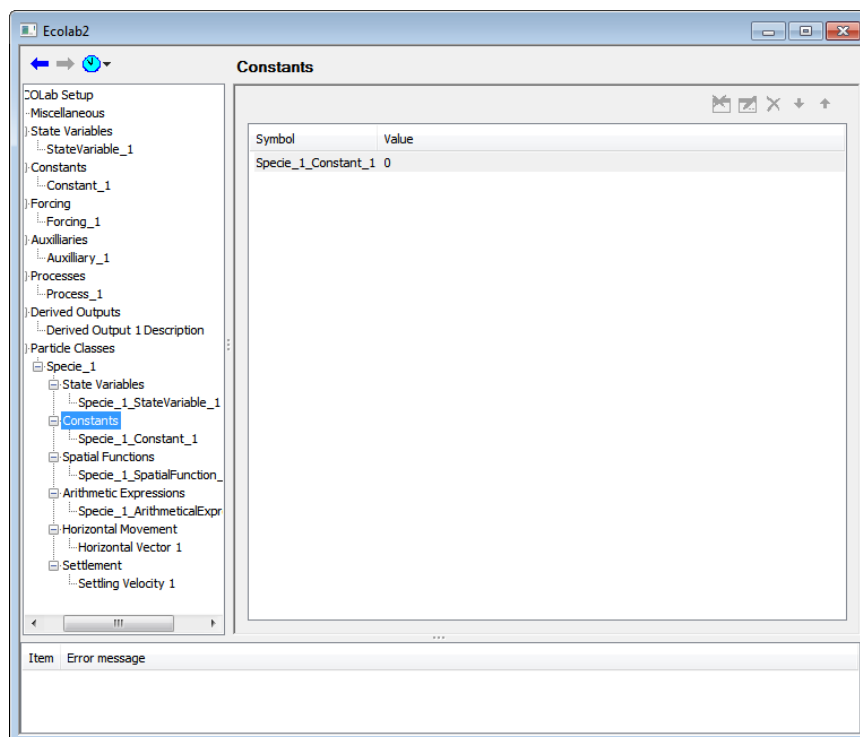 Ecolab2
Constants
COLab Setup
Miscellaneous
State Variables
StateVariable_1
Constants
Constant_1
Forcing
Forcing_1
Auxilliaries
Auxilliary_1
Processes
Process_1
Derived Outputs
Derived Output 1 Description
Particle Classes
Specie_1
State Variables
Specie_1_StateVariable_1
Constants
Specie_1_Constant_1
Spatial Functions
Specie_1_SpatialFunction_
Arithmetic Expressions
Specie_1_ArithmeticalExpr
Horizontal Movement
Horizontal Vector 1
Settlement
Settling Velocity 1
Symbol Value
Specie_1_Constant_1 0
Item Error message